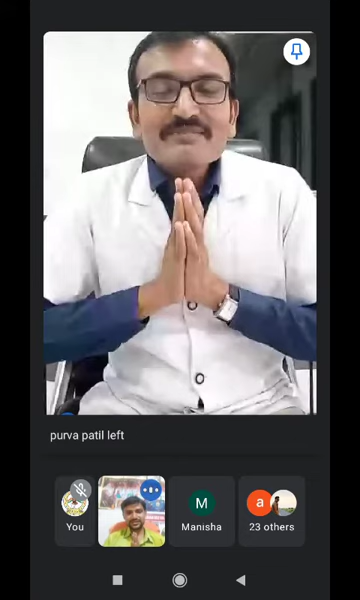 purva patil left
M
a
You
Manisha
23 others